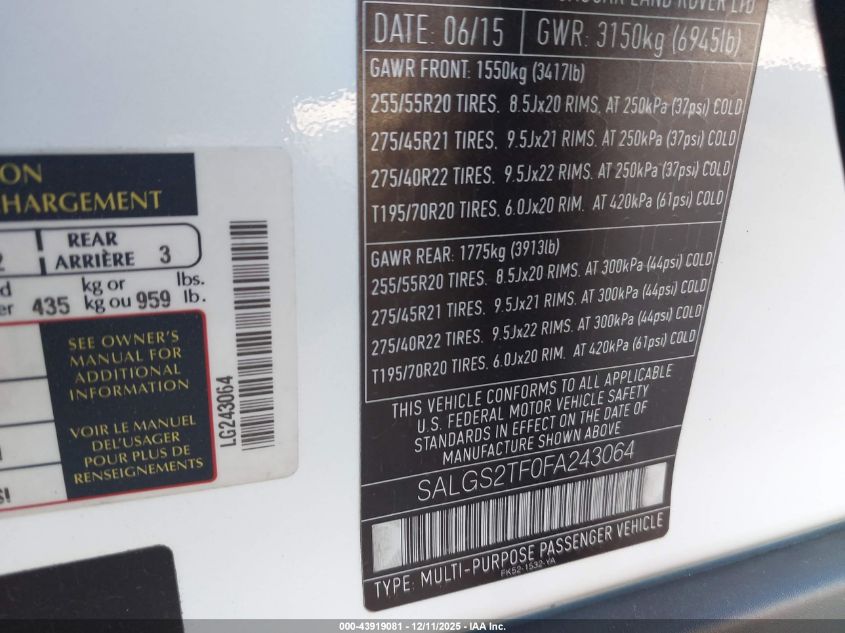 JAGUAR LAND ROVER LTD
DATE: 06/15 GWR: 3150kg (6945lb)
GAWR FRONT: 1550kg (3417lb)
255/55R20 TIRES. 8.5Jx20 RIMS. AT 250kPa (37psi) COLD
275/45R21 TIRES. 9.5Jx21 RIMS. AT 250kPa (37psi) COLD
275/40R22 TIRES. 9.5Jx22 RIMS. AT 250kPa (37psi) COLD
T195/70R20 TIRES. 6.0Jx20 RIM. AT 420kPa (61psi) COLD
GAWR REAR: 1775kg (3913lb)
255/55R20 TIRES. 8.5Jx20 RIMS. AT 300kPa (44psi) COLD
275/45R21 TIRES. 9.5Jx21 RIMS. AT 300kPa (44psi) COLD
275/40R22 TIRES. 9.5Jx22 RIMS. AT 300kPa (44psi) COLD
T195/70R20 TIRES. 6.0Jx20 RIM. AT 420kPa (61psi) COLD
THIS VEHICLE CONFORMS TO ALL APPLICABLE
U.S. FEDERAL MOTOR VEHICLE SAFETY
STANDARDS IN EFFECT ON THE DATE OF
MANUFACTURE SHOWN ABOVE
SALGS2TF0FA243064
TYPE: MULTI-PURPOSE PASSENGER VEHICLE
FK52-1532-YA
ION
HARGEMENT
2 REAR
ARRIÈRE 3
kg or lbs.
435 kg ou 959 lb.
SEE OWNER'S
MANUAL FOR
ADDITIONAL
INFORMATION
VOIR LE MANUEL
DEL'USAGER
POUR PLUS DE
RENSEIGNEMENTS
LG243064
000-43919081 - 12/11/2025 - IAA Inc.